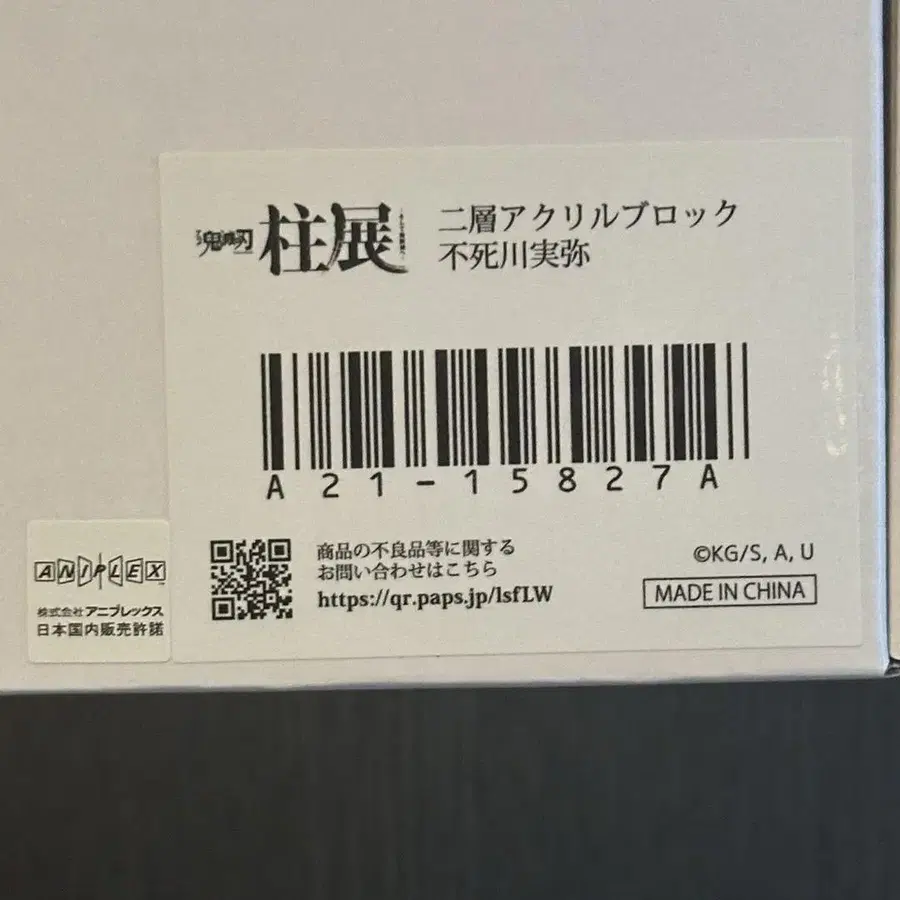 鬼滅の刃 柱展
二層アクリルブロック
不死川実弥
A21-15827A
商品の不良品等に関する
お問い合わせはこちら
https://qr.paps.jp/lsfLW
©KG/S, A, U
MADE IN CHINA
ANIPLEX
株式会社アニプレックス
日本国内販売許諾